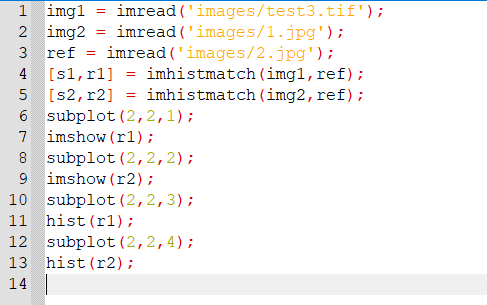 1 img1 = imread('images/test3.tif');
2 img2 = imread('images/1.jpg');
3 ref = imread('images/2.jpg');
4 [s1,r1] = imhistmatch(img1,ref);
5 [s2,r2] = imhistmatch(img2,ref);
6 subplot(2,2,1);
7 imshow(r1);
8 subplot(2,2,2);
9 imshow(r2);
10 subplot(2,2,3);
11 hist(r1);
12 subplot(2,2,4);
13 hist(r2);
14